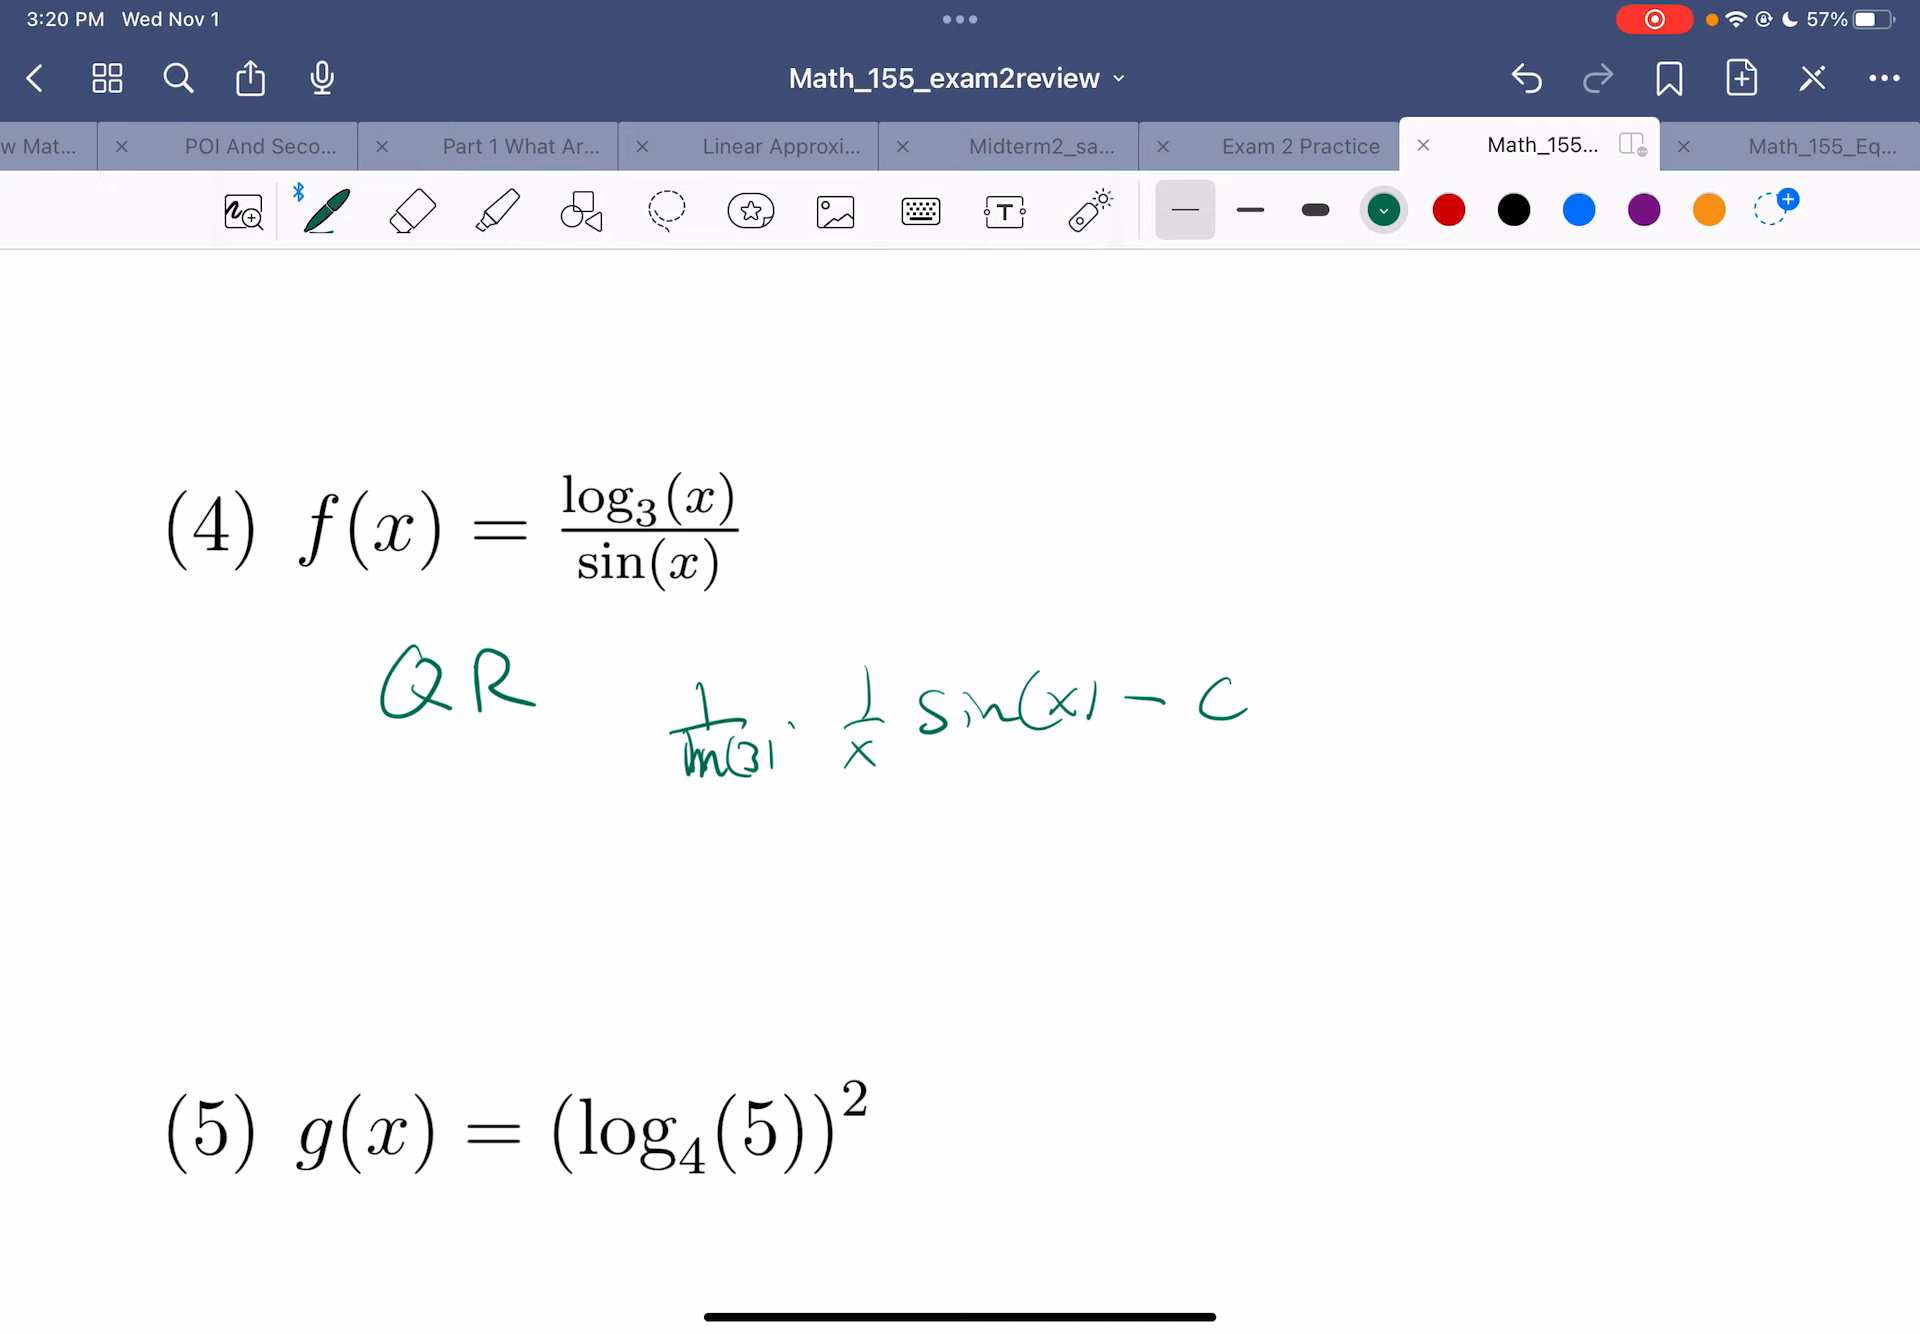 3:20 PM Wed Nov 1
57%
Math_155_exam2review
w Mat...
POI And Seco...
Part 1 What Ar...
Linear Approxi...
Midterm2_sa...
Exam 2 Practice
Math_155...
Math_155_Eq...
T
(4) f(x) = log₃(x) / sin(x)
QR 1/ln(3) · 1/x sin(x) − C
(5) g(x) = (log₄(5))²